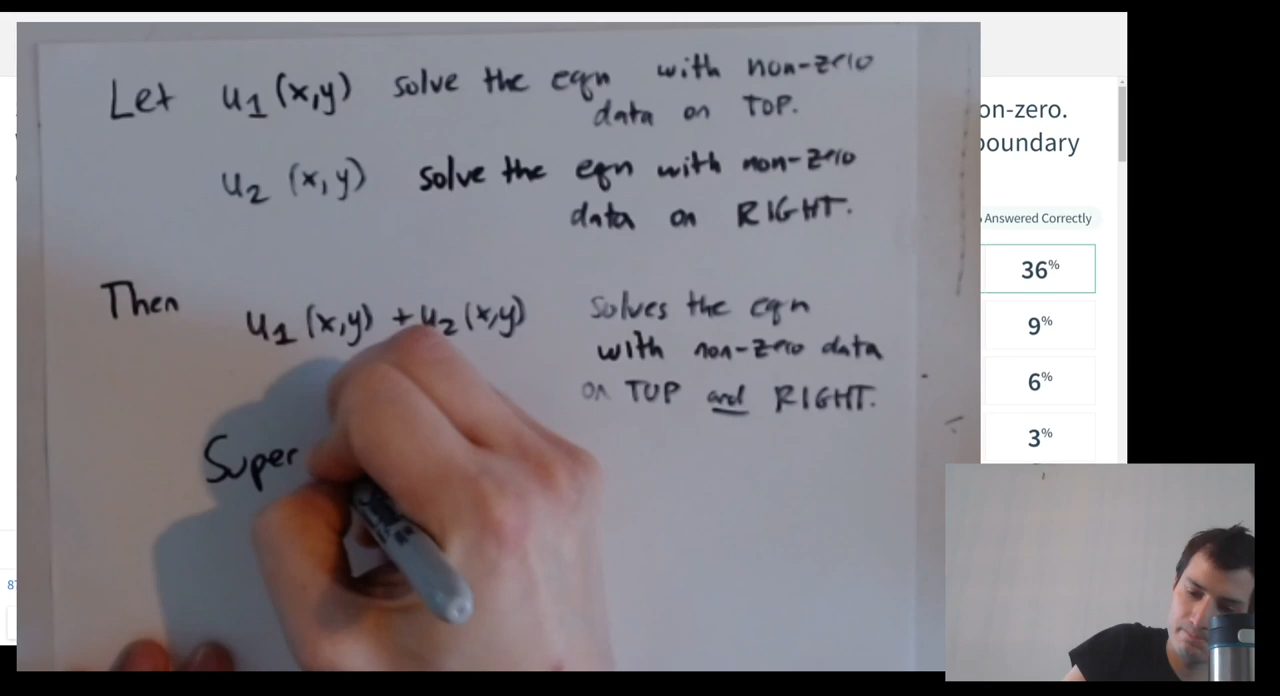 Let u1 (x,y) solve the eqn with non-zero
data on TOP.
u2 (x,y) solve the eqn with non-zero
data on RIGHT.
Then u1 (x,y) + u2 (x,y) solves the eqn
with non-zero data
on TOP and RIGHT.
Super
on-zero.
boundary
Answered Correctly
36%
9%
6%
3%